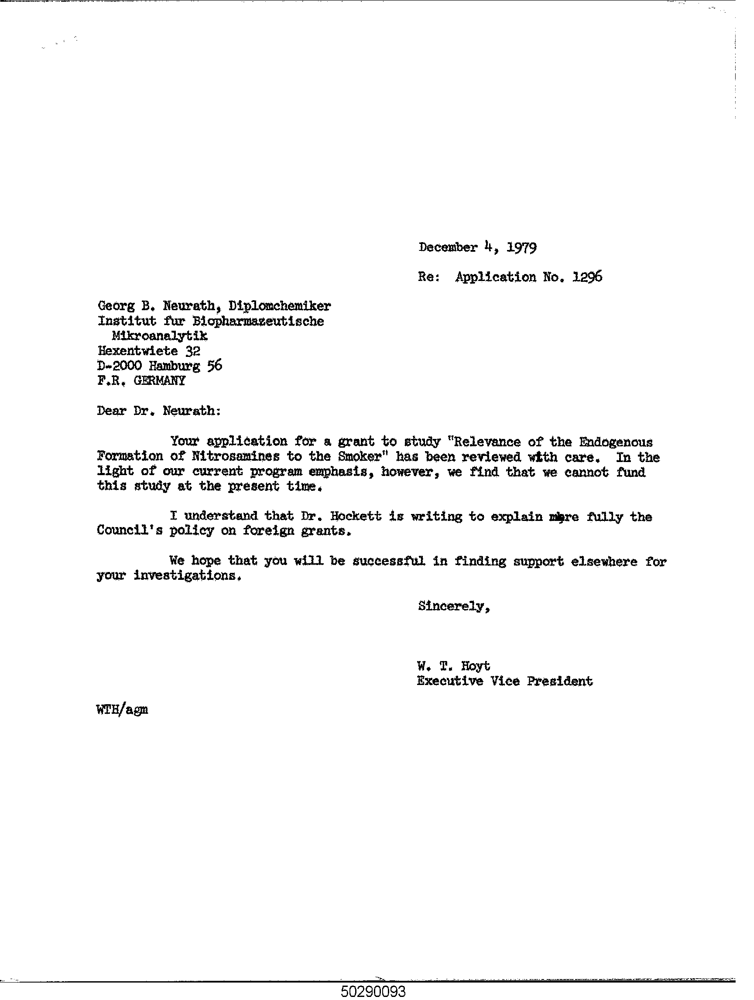 December 4, 1979
Re: Application No. 1296
Georg B. Neurath, Diplomchemiker
Institut fur Biopharmazeutische
Mikroanalytik
Hexentwiete 32
D-2000 Hamburg 56
F.R. GERMANY
Dear Dr. Neurath:
Your application for a grant to study "Relevance of the Endogenous
Formation of Nitrosamines to the Smoker" has been reviewed with care. In the
light of our current program emphasis, however, we find that we cannot fund
this study at the present time.
I understand that Dr. Hockett is writing to explain more fully the
Council's policy on foreign grants.
We hope that you will be successful in finding support elsewhere for
your investigations.
Sincerely,
W. T. Hoyt
Executive Vice President
WTH/agm
50290093